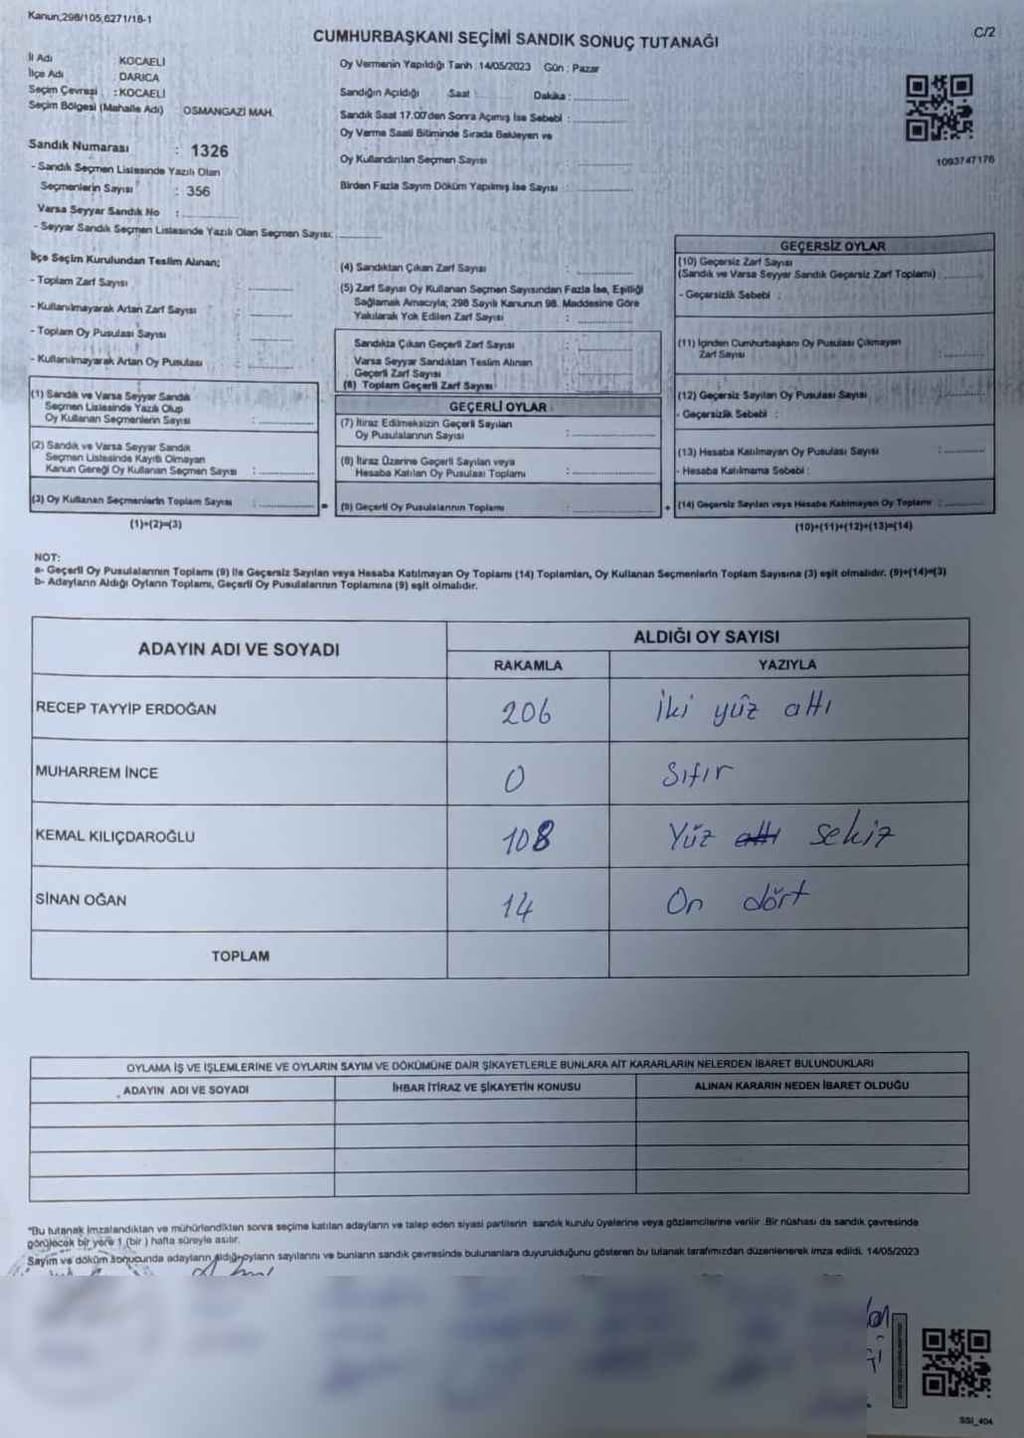 Kanun;298/105,6271/18-1
C/2
CUMHURBAŞKANI SEÇİMİ SANDIK SONUÇ TUTANAĞI
İl Adı KOCAELİ
İlçe Adı DARICA
Seçim Çevresi : KOCAELİ
Seçim Bölgesi (Mahalle Adı) OSMANGAZİ MAH.
Sandık Numarası : 1326
- Sandık Seçmen Listesinde Yazılı Olan
Seçmenlerin Sayısı : 356
Varsa Seyyar Sandık No :
- Seyyar Sandık Seçmen Listesinde Yazılı Olan Seçmen Sayısı:
Oy Vermenin Yapıldığı Tarih :14/05/2023 Gün : Pazar
Sandığın Açıldığı Saat : Dakika :
Sandık Saat 17.00'den Sonra Açılmış İse Sebebi :
Oy Verme Saati Bitiminde Sırada Bekleyen ve
Oy Kullandırılan Seçmen Sayısı :
Birden Fazla Sayım Döküm Yapılmış İse Sayısı :
1093747176
İlçe Seçim Kurulundan Teslim Alınan;
- Toplam Zarf Sayısı :
- Kullanılmayarak Artan Zarf Sayısı :
- Toplam Oy Pusulası Sayısı :
- Kullanılmayarak Artan Oy Pusulası :
(1) Sandık ve Varsa Seyyar Sandık
Seçmen Listesinde Yazılı Olup
Oy Kullanan Seçmenlerin Sayısı :
(2) Sandık ve Varsa Seyyar Sandık
Seçmen Listesinde Kayıtlı Olmayan
Kanun Gereği Oy Kullanan Seçmen Sayısı :
(3) Oy Kullanan Seçmenlerin Toplam Sayısı :
(1)+(2)=(3)
(4) Sandıktan Çıkan Zarf Sayısı :
(5) Zarf Sayısı Oy Kullanan Seçmen Sayısından Fazla İse, Eşitliği
Sağlamak Amacıyla; 298 Sayılı Kanunun 98. Maddesine Göre
Yakılarak Yok Edilen Zarf Sayısı :
Sandıkta Çıkan Geçerli Zarf Sayısı :
Varsa Seyyar Sandıktan Teslim Alınan
Geçerli Zarf Sayısı :
(6) Toplam Geçerli Zarf Sayısı :
=
GEÇERLİ OYLAR
(7) İtiraz Edilmeksizin Geçerli Sayılan
Oy Pusulalarının Sayısı :
(8) İtiraz Üzerine Geçerli Sayılan veya
Hesaba Katılan Oy Pusulası Toplamı :
(9) Geçerli Oy Pusulalarının Toplamı :
+
GEÇERSİZ OYLAR
(10) Geçersiz Zarf Sayısı
(Sandık ve Varsa Seyyar Sandık Geçersiz Zarf Toplamı) :
- Geçersizlik Sebebi :
(11) İçinden Cumhurbaşkanı Oy Pusulası Çıkmayan
Zarf Sayısı :
(12) Geçersiz Sayılan Oy Pusulası Sayısı :
- Geçersizlik Sebebi :
(13) Hesaba Katılmayan Oy Pusulası Sayısı :
- Hesaba Katılmama Sebebi :
(14) Geçersiz Sayılan veya Hesaba Katılmayan Oy Toplamı :
(10)+(11)+(12)+(13)=(14)
NOT:
a- Geçerli Oy Pusulalarının Toplamı (9) ile Geçersiz Sayılan veya Hesaba Katılmayan Oy Toplamı (14) Toplamları, Oy Kullanan Seçmenlerin Toplam Sayısına (3) eşit olmalıdır. (9)+(14)=(3)
b- Adayların Aldığı Oyların Toplamı, Geçerli Oy Pusulalarının Toplamına (9) eşit olmalıdır.
ADAYIN ADI VE SOYADI ALDIĞI OY SAYISI
RAKAMLA YAZIYLA
RECEP TAYYİP ERDOĞAN 206 İki yüz altı
MUHARREM İNCE 0 Sıfır
KEMAL KILIÇDAROĞLU 108 Yüz altı sekiz
SİNAN OĞAN 14 On dört
TOPLAM
OYLAMA İŞ VE İŞLEMLERİNE VE OYLARIN SAYIM VE DÖKÜMÜNE DAİR ŞİKAYETLERLE BUNLARA AİT KARARLARIN NELERDEN İBARET BULUNDUKLARI
ADAYIN ADI VE SOYADI İHBAR İTİRAZ VE ŞİKAYETİN KONUSU ALINAN KARARIN NEDEN İBARET OLDUĞU
*Bu tutanak imzalandıktan ve mühürlendikten sonra seçime katılan adayların ve talep eden siyasi partilerin sandık kurulu üyelerine veya gözlemcilerine verilir. Bir nüshası da sandık çevresinde
görülecek bir yere 1 (bir ) hafta süreyle asılır.
Sayım ve döküm sonucunda adayların aldığı oyların sayılarını ve bunların sandık çevresinde bulunanlara duyurulduğunu gösteren bu tutanak tarafımızdan düzenlenerek imza edildi. 14/05/2023
SSI_404